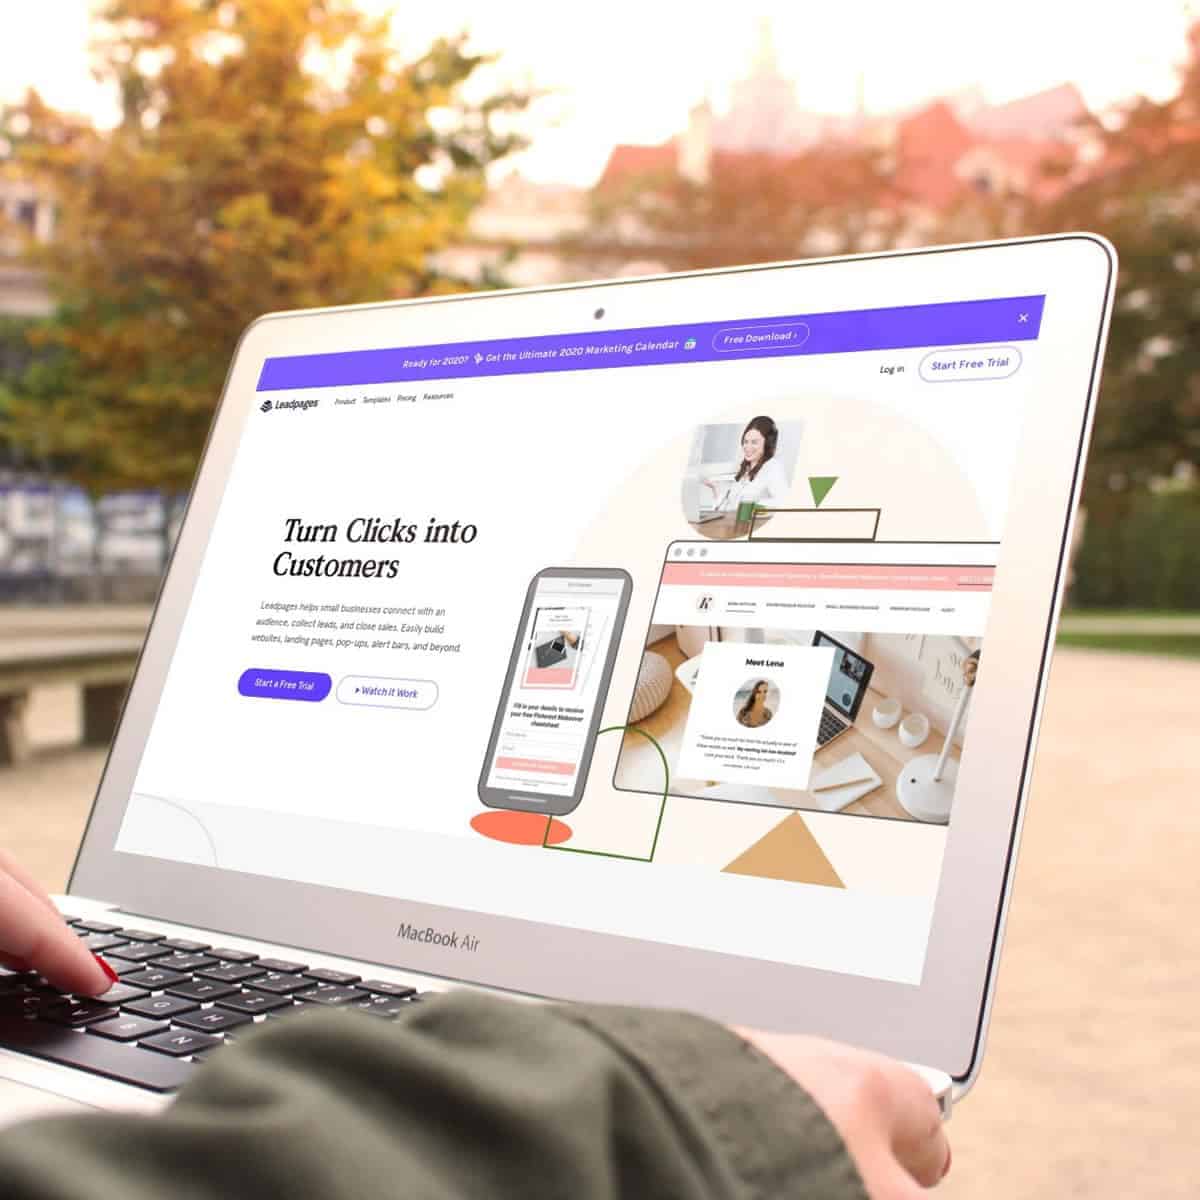 Ready for 2020? Get the Ultimate 2020 Marketing Calendar Free Download ›
Log in Start Free Trial
Leadpages Product Templates Pricing Resources
Turn Clicks into
Customers
Leadpages helps small businesses connect with an
audience, collect leads, and close sales. Easily build
websites, landing pages, pop-ups, alert bars, and beyond.
Start a Free Trial
Watch it Work
Fill in your details to receive
your free Pinterest Makeover
cheatsheet
K
Meet Lena
MacBook Air